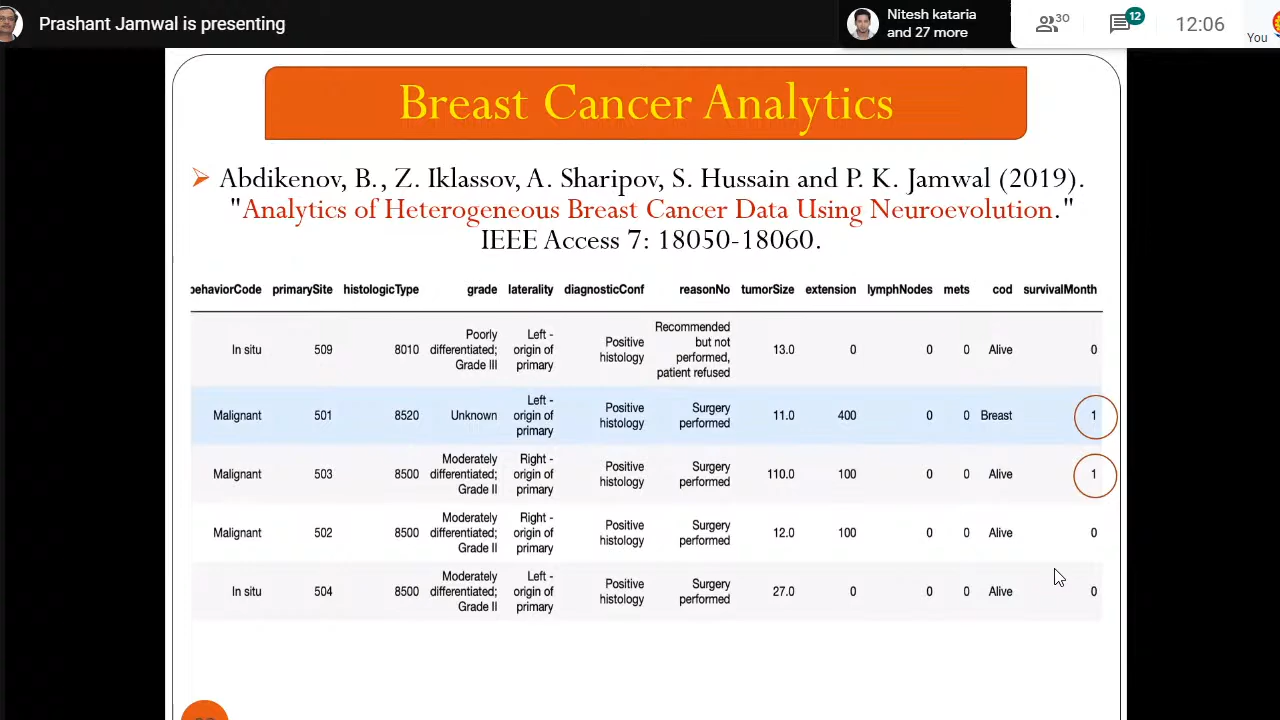 Prashant Jamwal is presenting
Nitesh kataria
and 27 more
30
12
12:06
You
Breast Cancer Analytics
Abdikenov, B., Z. Iklassov, A. Sharipov, S. Hussain and P. K. Jamwal (2019).
"Analytics of Heterogeneous Breast Cancer Data Using Neuroevolution."
IEEE Access 7: 18050-18060.
ehaviorCode primarySite histologicType grade laterality diagnosticConf reasonNo tumorSize extension lymphNodes mets cod survivalMonth
In situ 509 8010 Poorly differentiated; Grade III Left - origin of primary Positive histology Recommended but not performed, patient refused 13.0 0 0 0 Alive 0
Malignant 501 8520 Unknown Left - origin of primary Positive histology Surgery performed 11.0 400 0 0 Breast 1
Malignant 503 8500 Moderately differentiated; Grade II Right - origin of primary Positive histology Surgery performed 110.0 100 0 0 Alive 1
Malignant 502 8500 Moderately differentiated; Grade II Right - origin of primary Positive histology Surgery performed 12.0 100 0 0 Alive 0
In situ 504 8500 Moderately differentiated; Grade II Left - origin of primary Positive histology Surgery performed 27.0 0 0 0 Alive 0